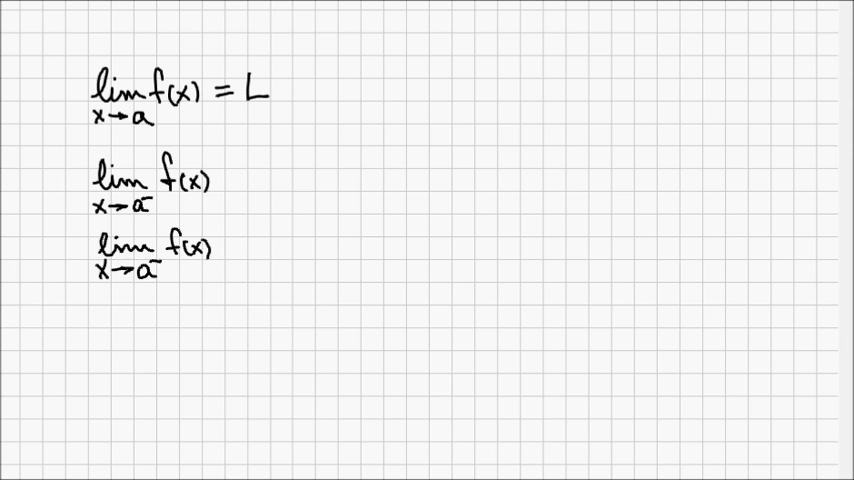 lim f(x) = L
x→a
lim f(x)
x→a⁻
lim f(x)
x→a⁻